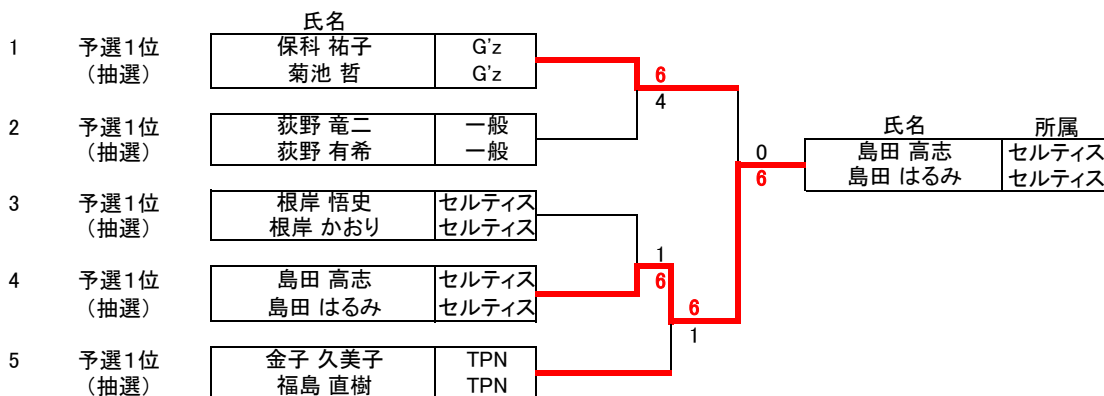 氏名
1 予選1位 保科 祐子 G'z
(抽選) 菊池 哲 G'z
6
4
2 予選1位 荻野 竜二 一般
(抽選) 荻野 有希 一般
氏名 所属
0 島田 高志 セルティス
6 島田 はるみ セルティス
3 予選1位 根岸 悟史 セルティス
(抽選) 根岸 かおり セルティス
1
4 予選1位 島田 高志 セルティス
6
(抽選) 島田 はるみ セルティス
6
1
5 予選1位 金子 久美子 TPN
(抽選) 福島 直樹 TPN